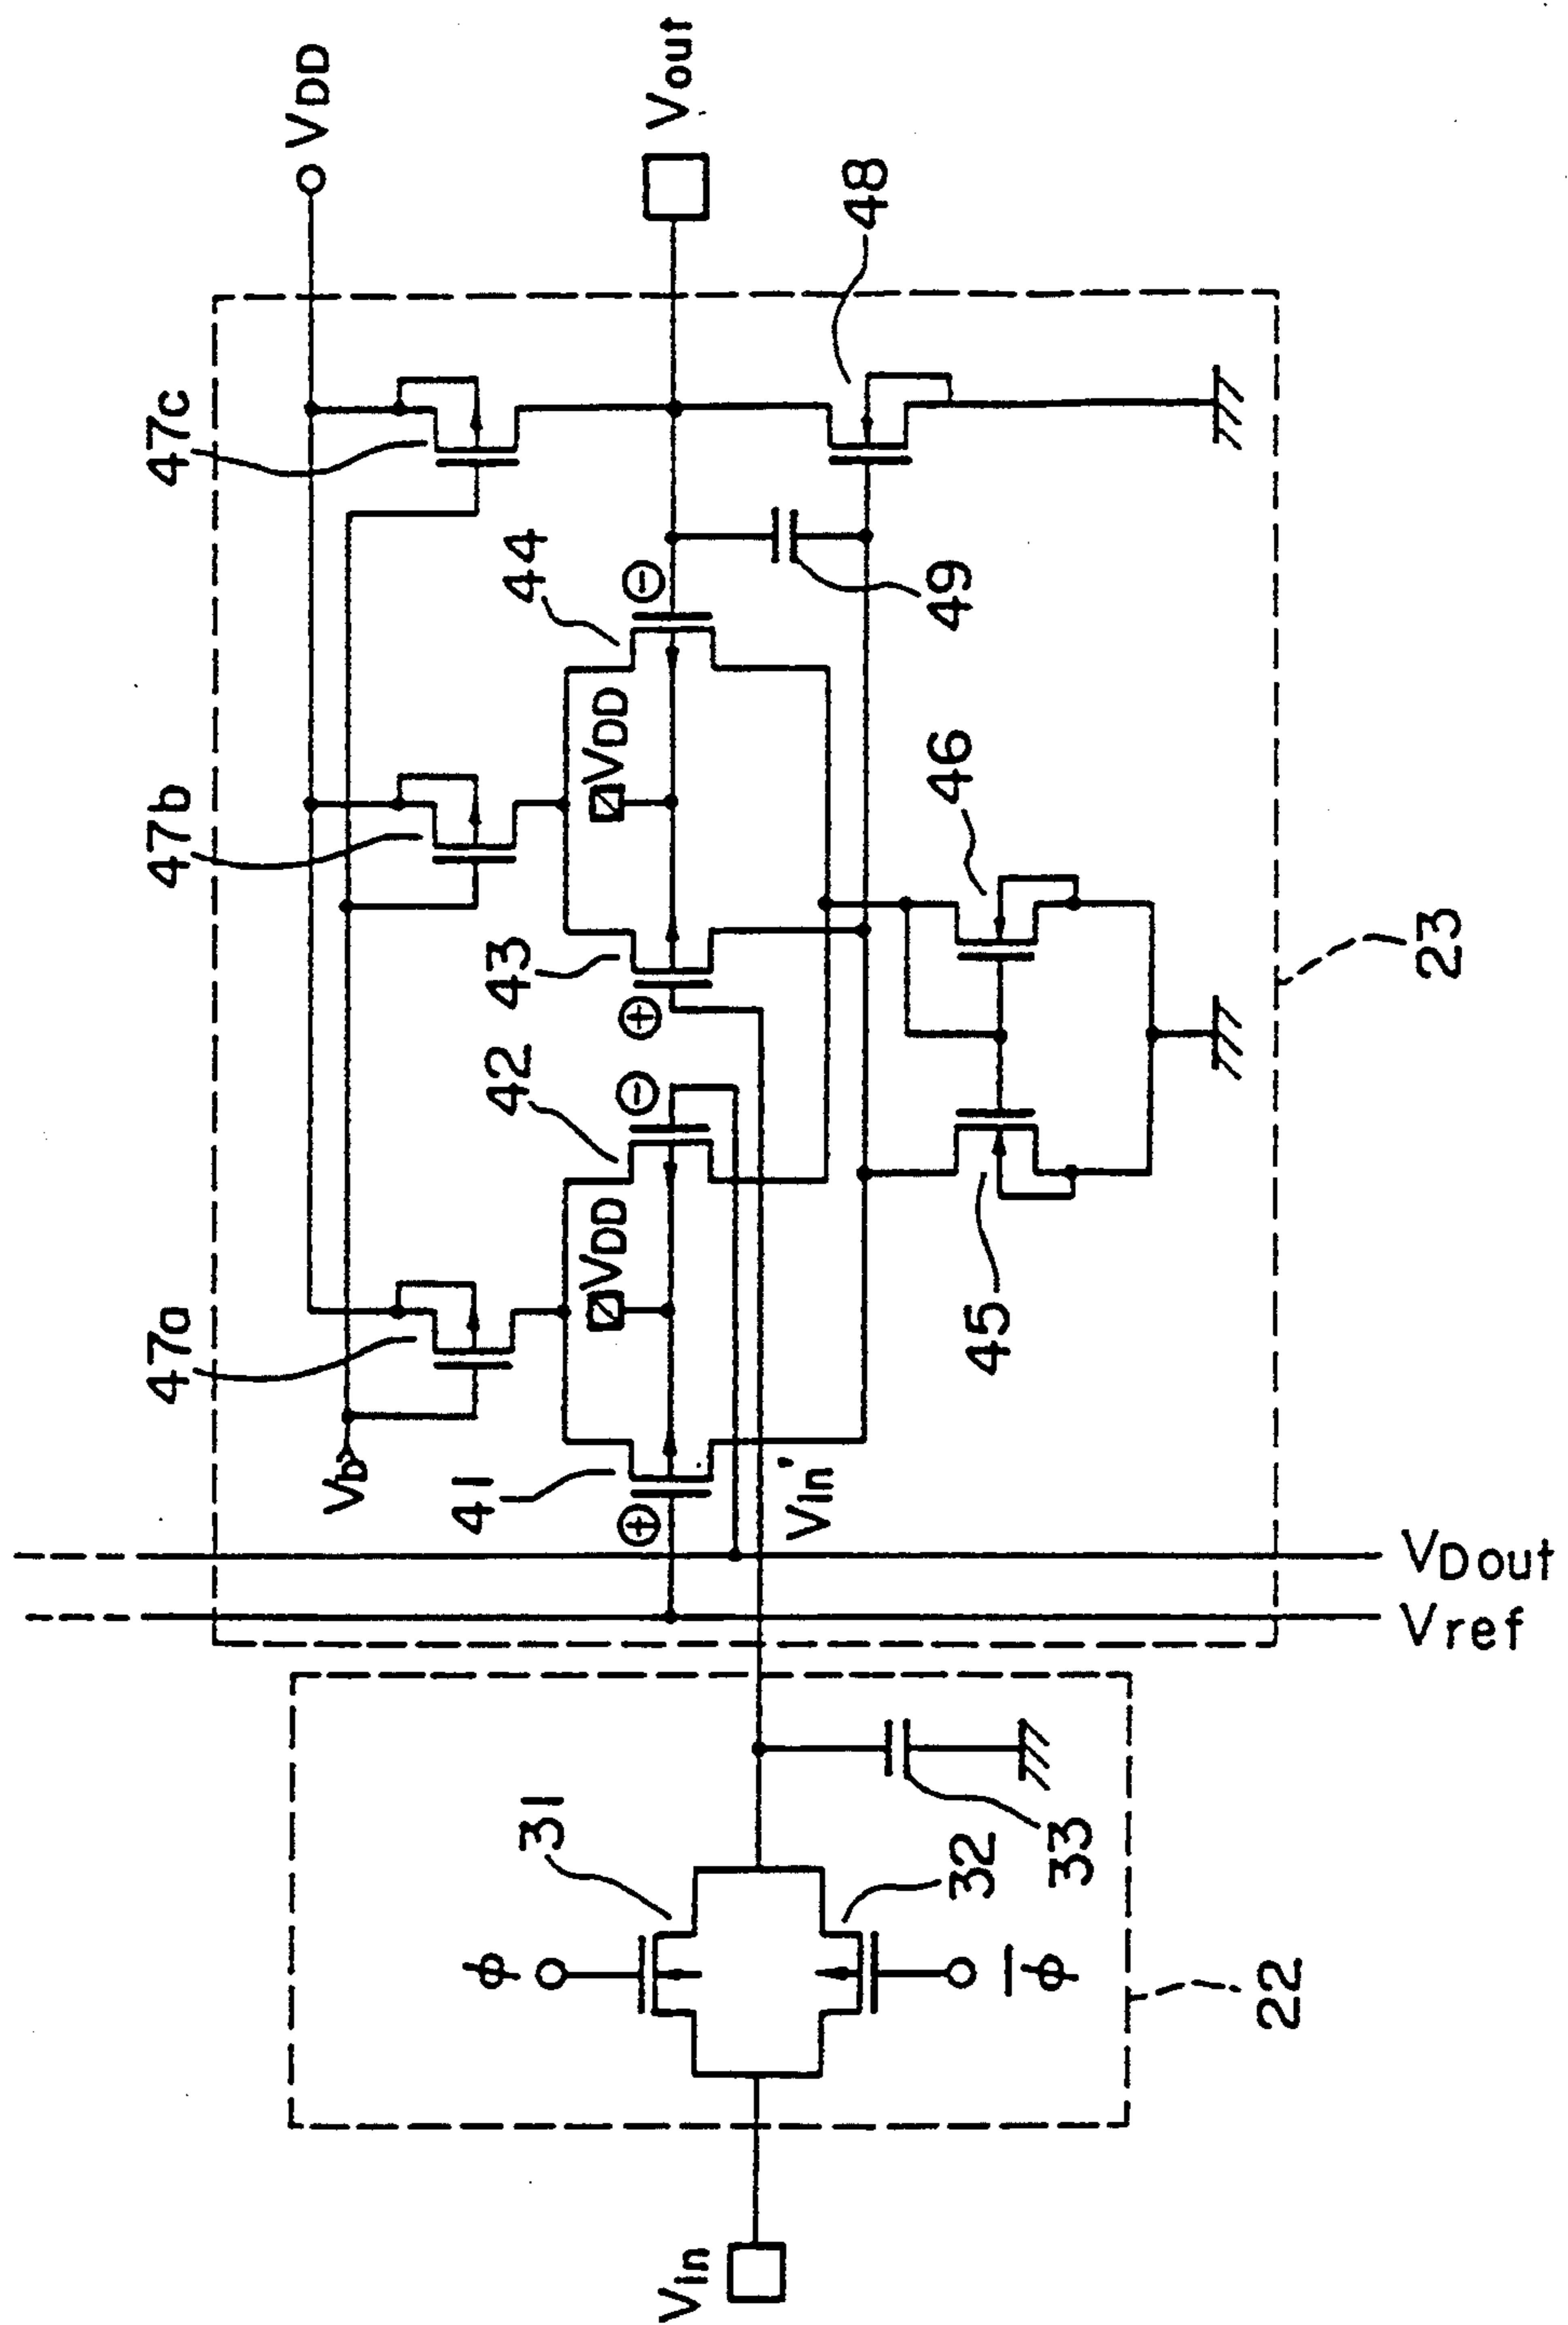 47a
47b
47c
VDD
Vb
41
⊕
VDD
42
⊖
43
⊕
VDD
44
⊖
Vout
48
49
Vin'
45
46
23
VDout
Vref
31
φ
32
φ̅
33
22
Vin